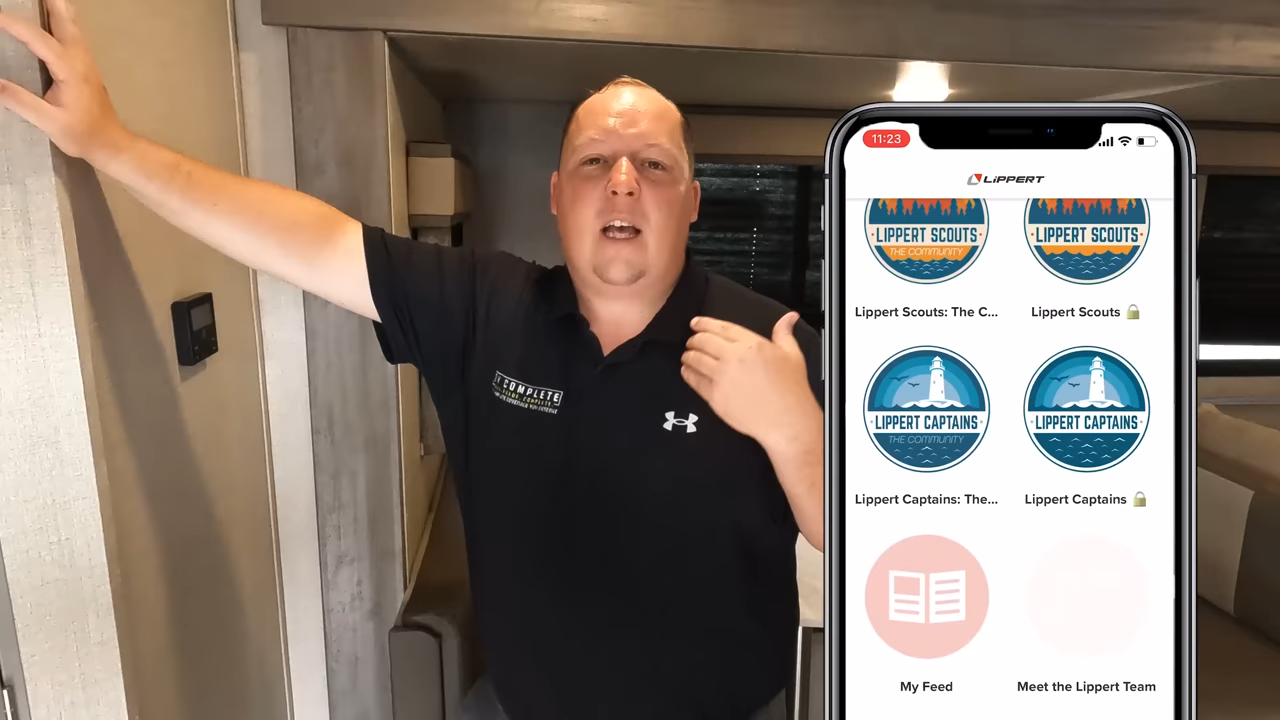 COMPLETE
11:23
LIPPERT
LIPPERT SCOUTS
THE COMMUNITY
LIPPERT SCOUTS
Lippert Scouts: The C...
Lippert Scouts
LIPPERT CAPTAINS
THE COMMUNITY
LIPPERT CAPTAINS
Lippert Captains: The...
Lippert Captains
My Feed
Meet the Lippert Team